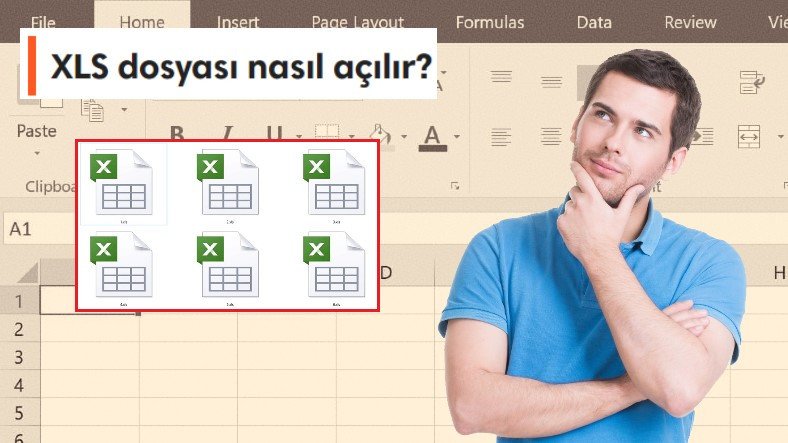 File Home Insert Page Layout Formulas Data Review
XLS dosyası nasıl açılır?
Paste
B I U A
X X X
X X X
A1
D H
1
2
3
4
5
6